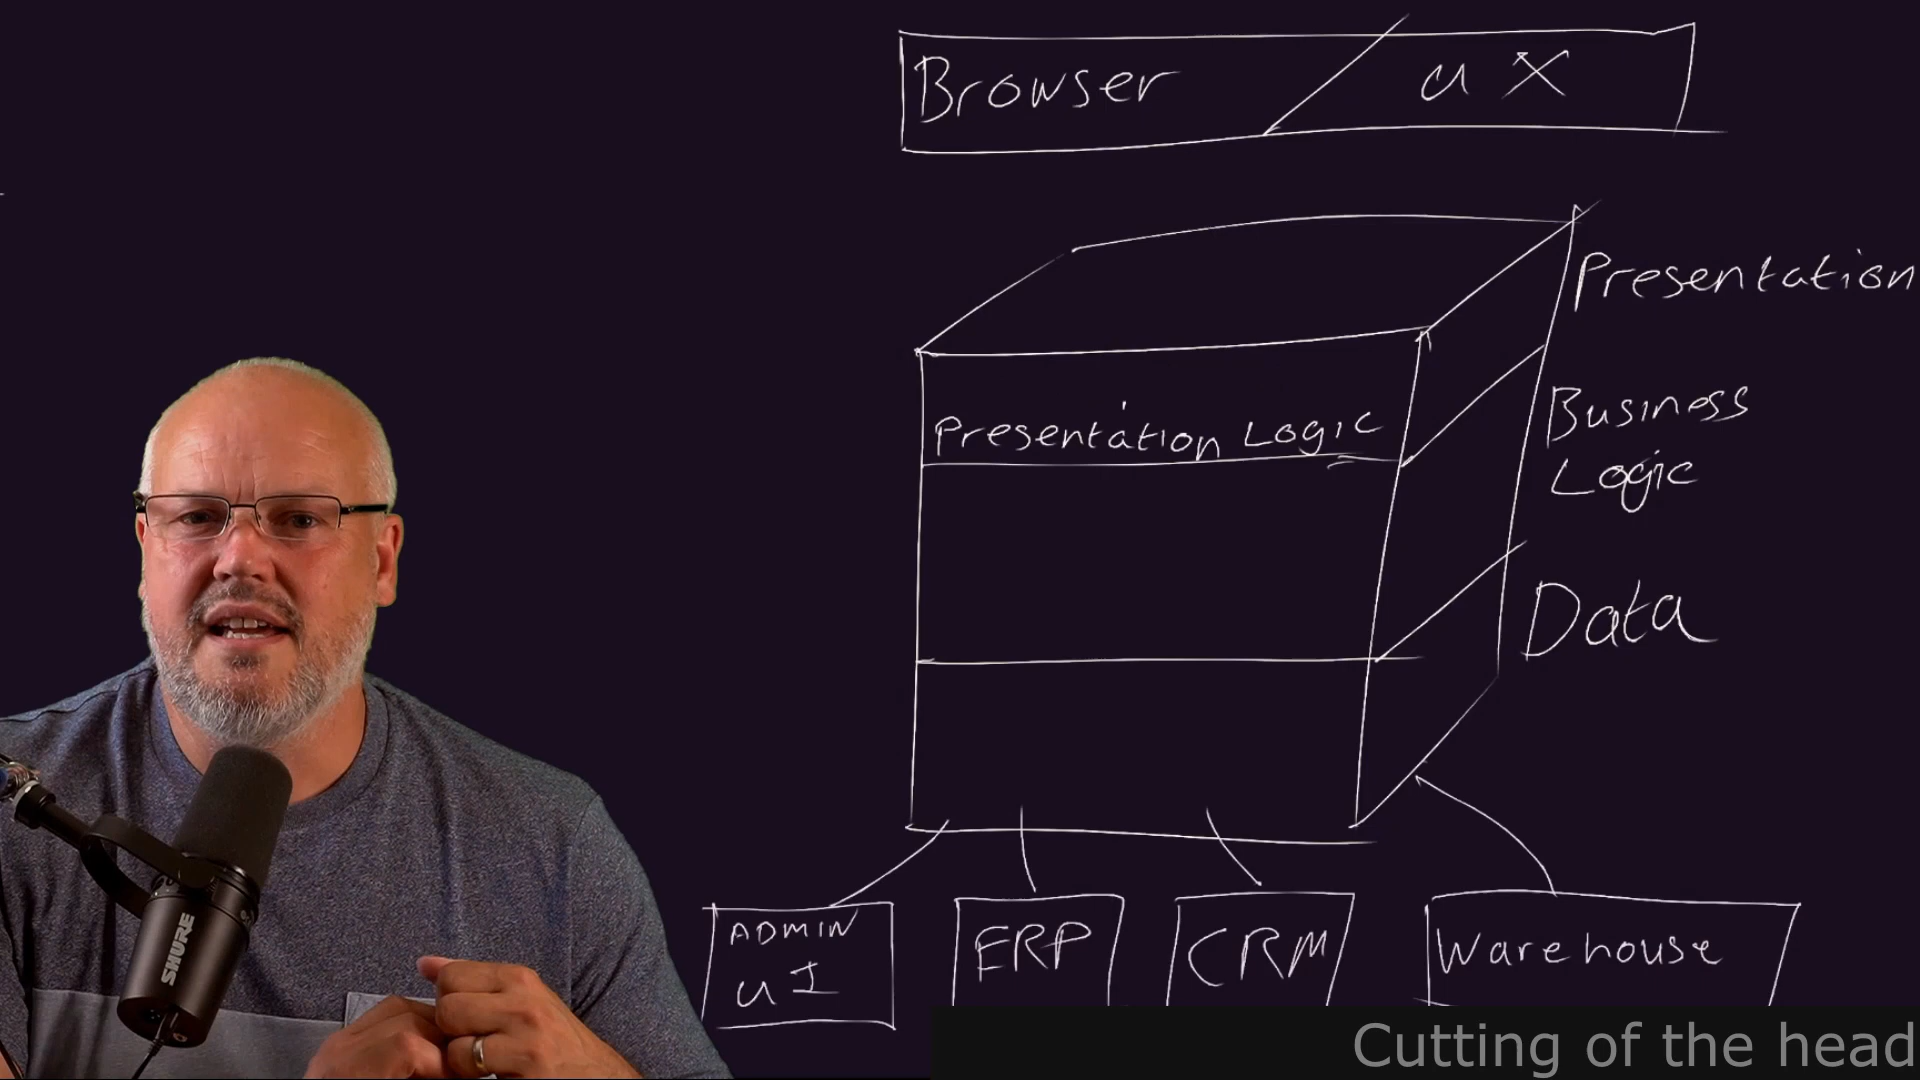 Browser
UX
Presentation
Presentation Logic
Business
Logic
Data
ADMIN
UI
ERP
CRM
Warehouse
SHURE
Cutting of the head